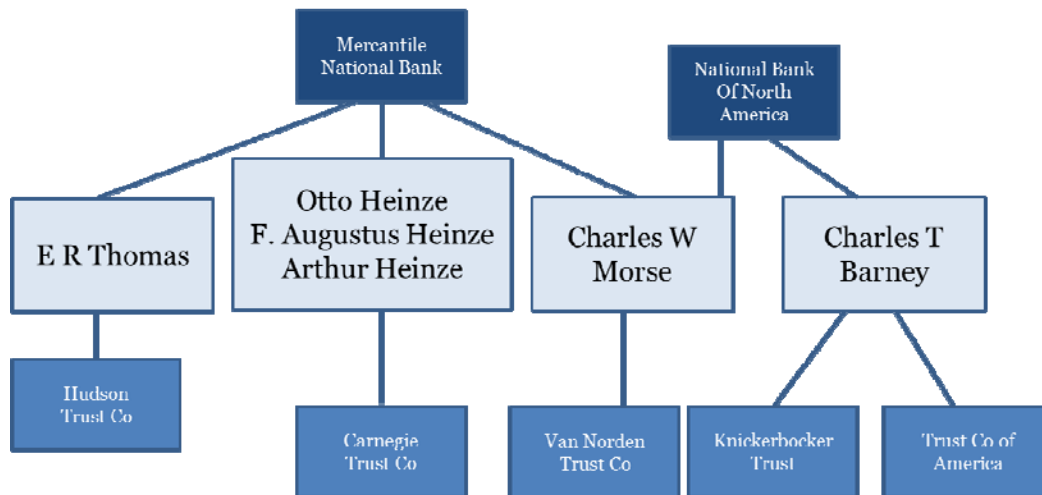 Mercantile
National Bank
National Bank
Of North
America
E R Thomas
Otto Heinze
F. Augustus Heinze
Arthur Heinze
Charles W
Morse
Charles T
Barney
Hudson
Trust Co
Carnegie
Trust Co
Van Norden
Trust Co
Knickerbocker
Trust
Trust Co of
America